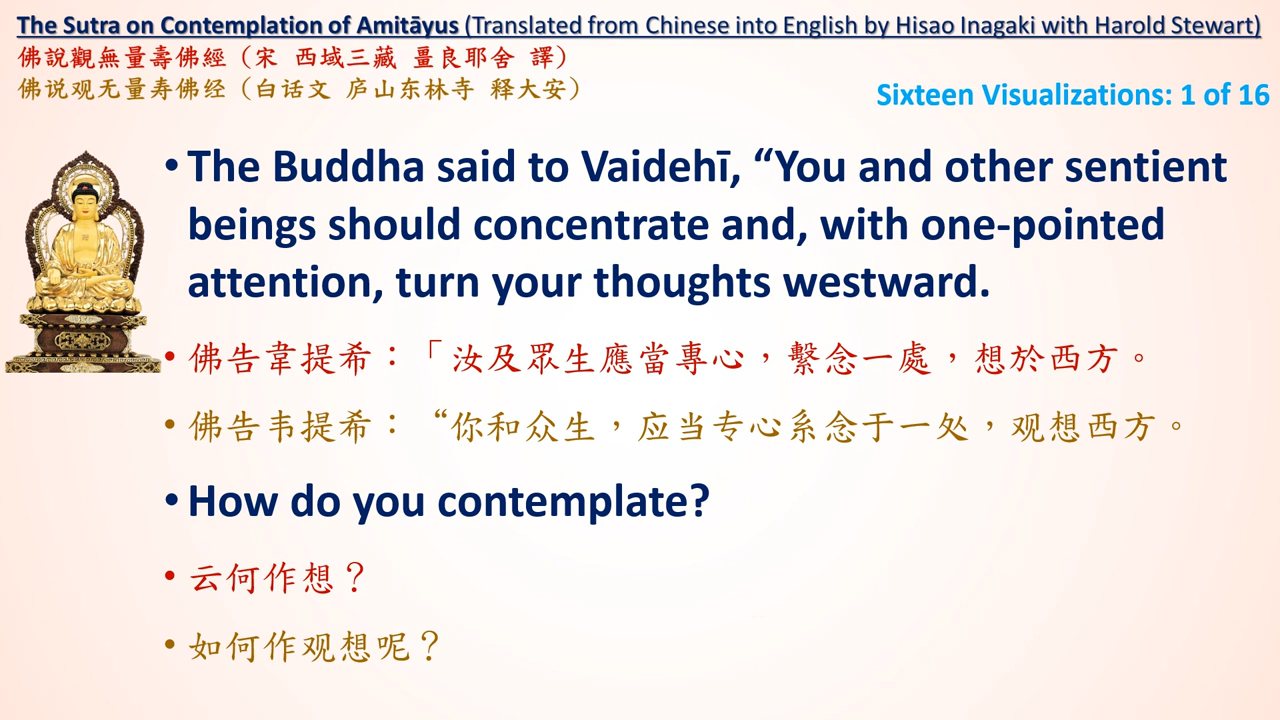 The Sutra on Contemplation of Amitāyus (Translated from Chinese into English by Hisao Inagaki with Harold Stewart)
佛說觀無量壽佛經（宋 西域三藏 畺良耶舍 譯）
佛说观无量寿佛经（白话文 庐山东林寺 释大安）
Sixteen Visualizations: 1 of 16
• The Buddha said to Vaidehī, “You and other sentient
beings should concentrate and, with one-pointed
attention, turn your thoughts westward.
• 佛告韋提希：「汝及眾生應當專心，繫念一處，想於西方。
• 佛告韦提希：“你和众生，应当专心系念于一处，观想西方。
• How do you contemplate?
• 云何作想？
• 如何作观想呢？